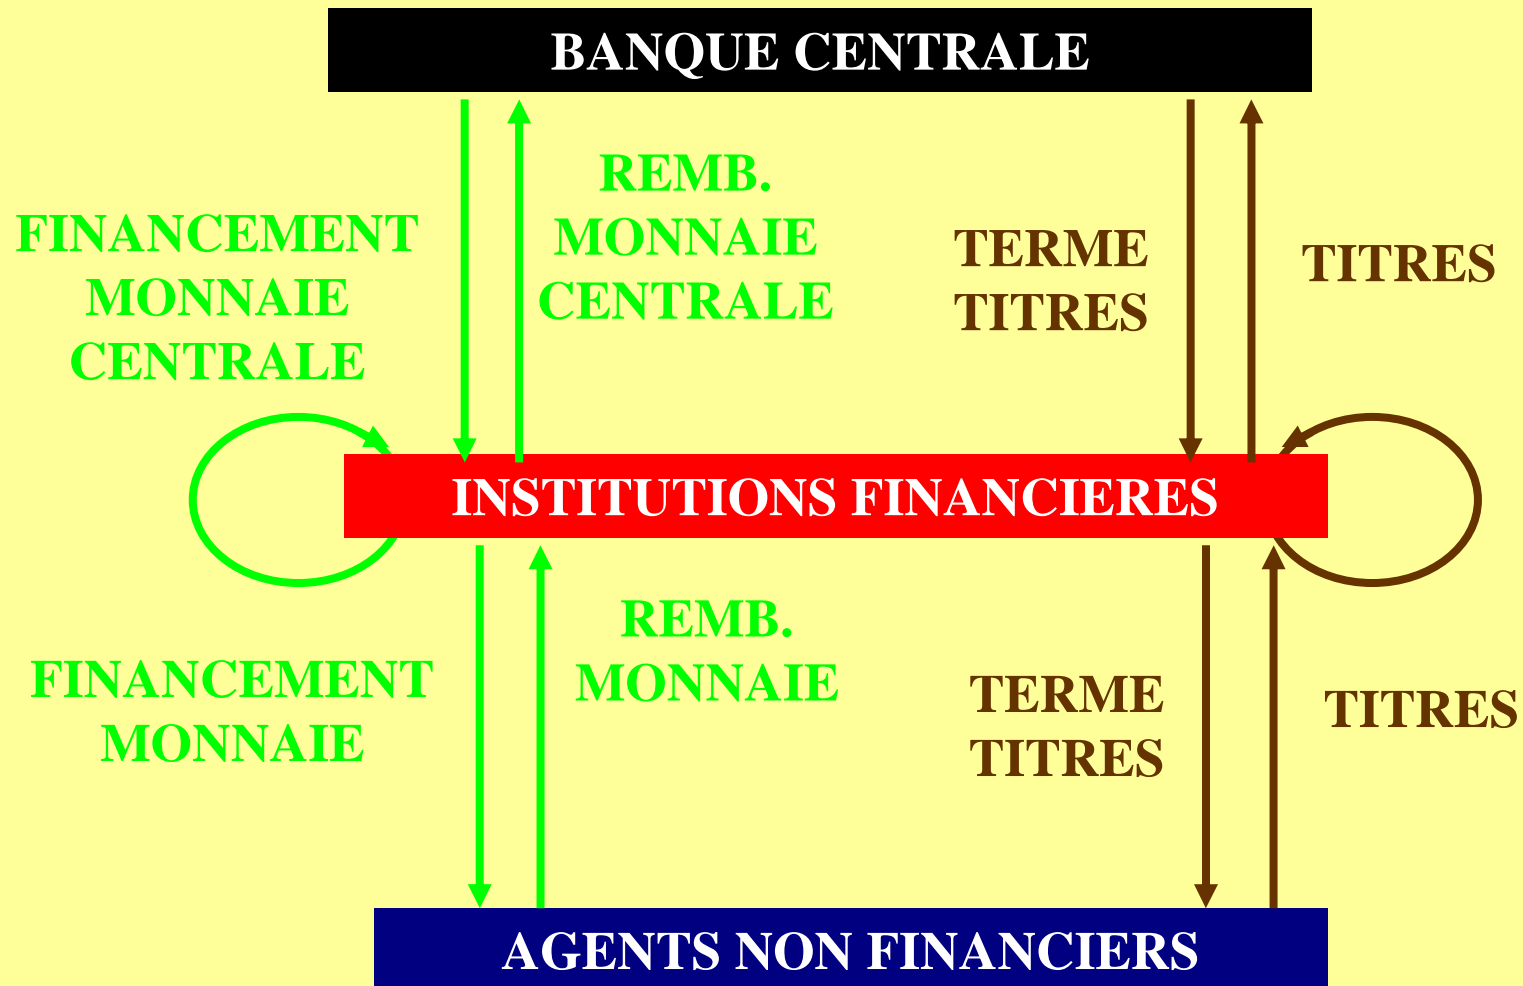 BANQUE CENTRALE
FINANCEMENT
MONNAIE
CENTRALE
REMB.
MONNAIE
CENTRALE
TERME
TITRES
TITRES
INSTITUTIONS FINANCIERES
FINANCEMENT
MONNAIE
REMB.
MONNAIE
TERME
TITRES
TITRES
AGENTS NON FINANCIERS